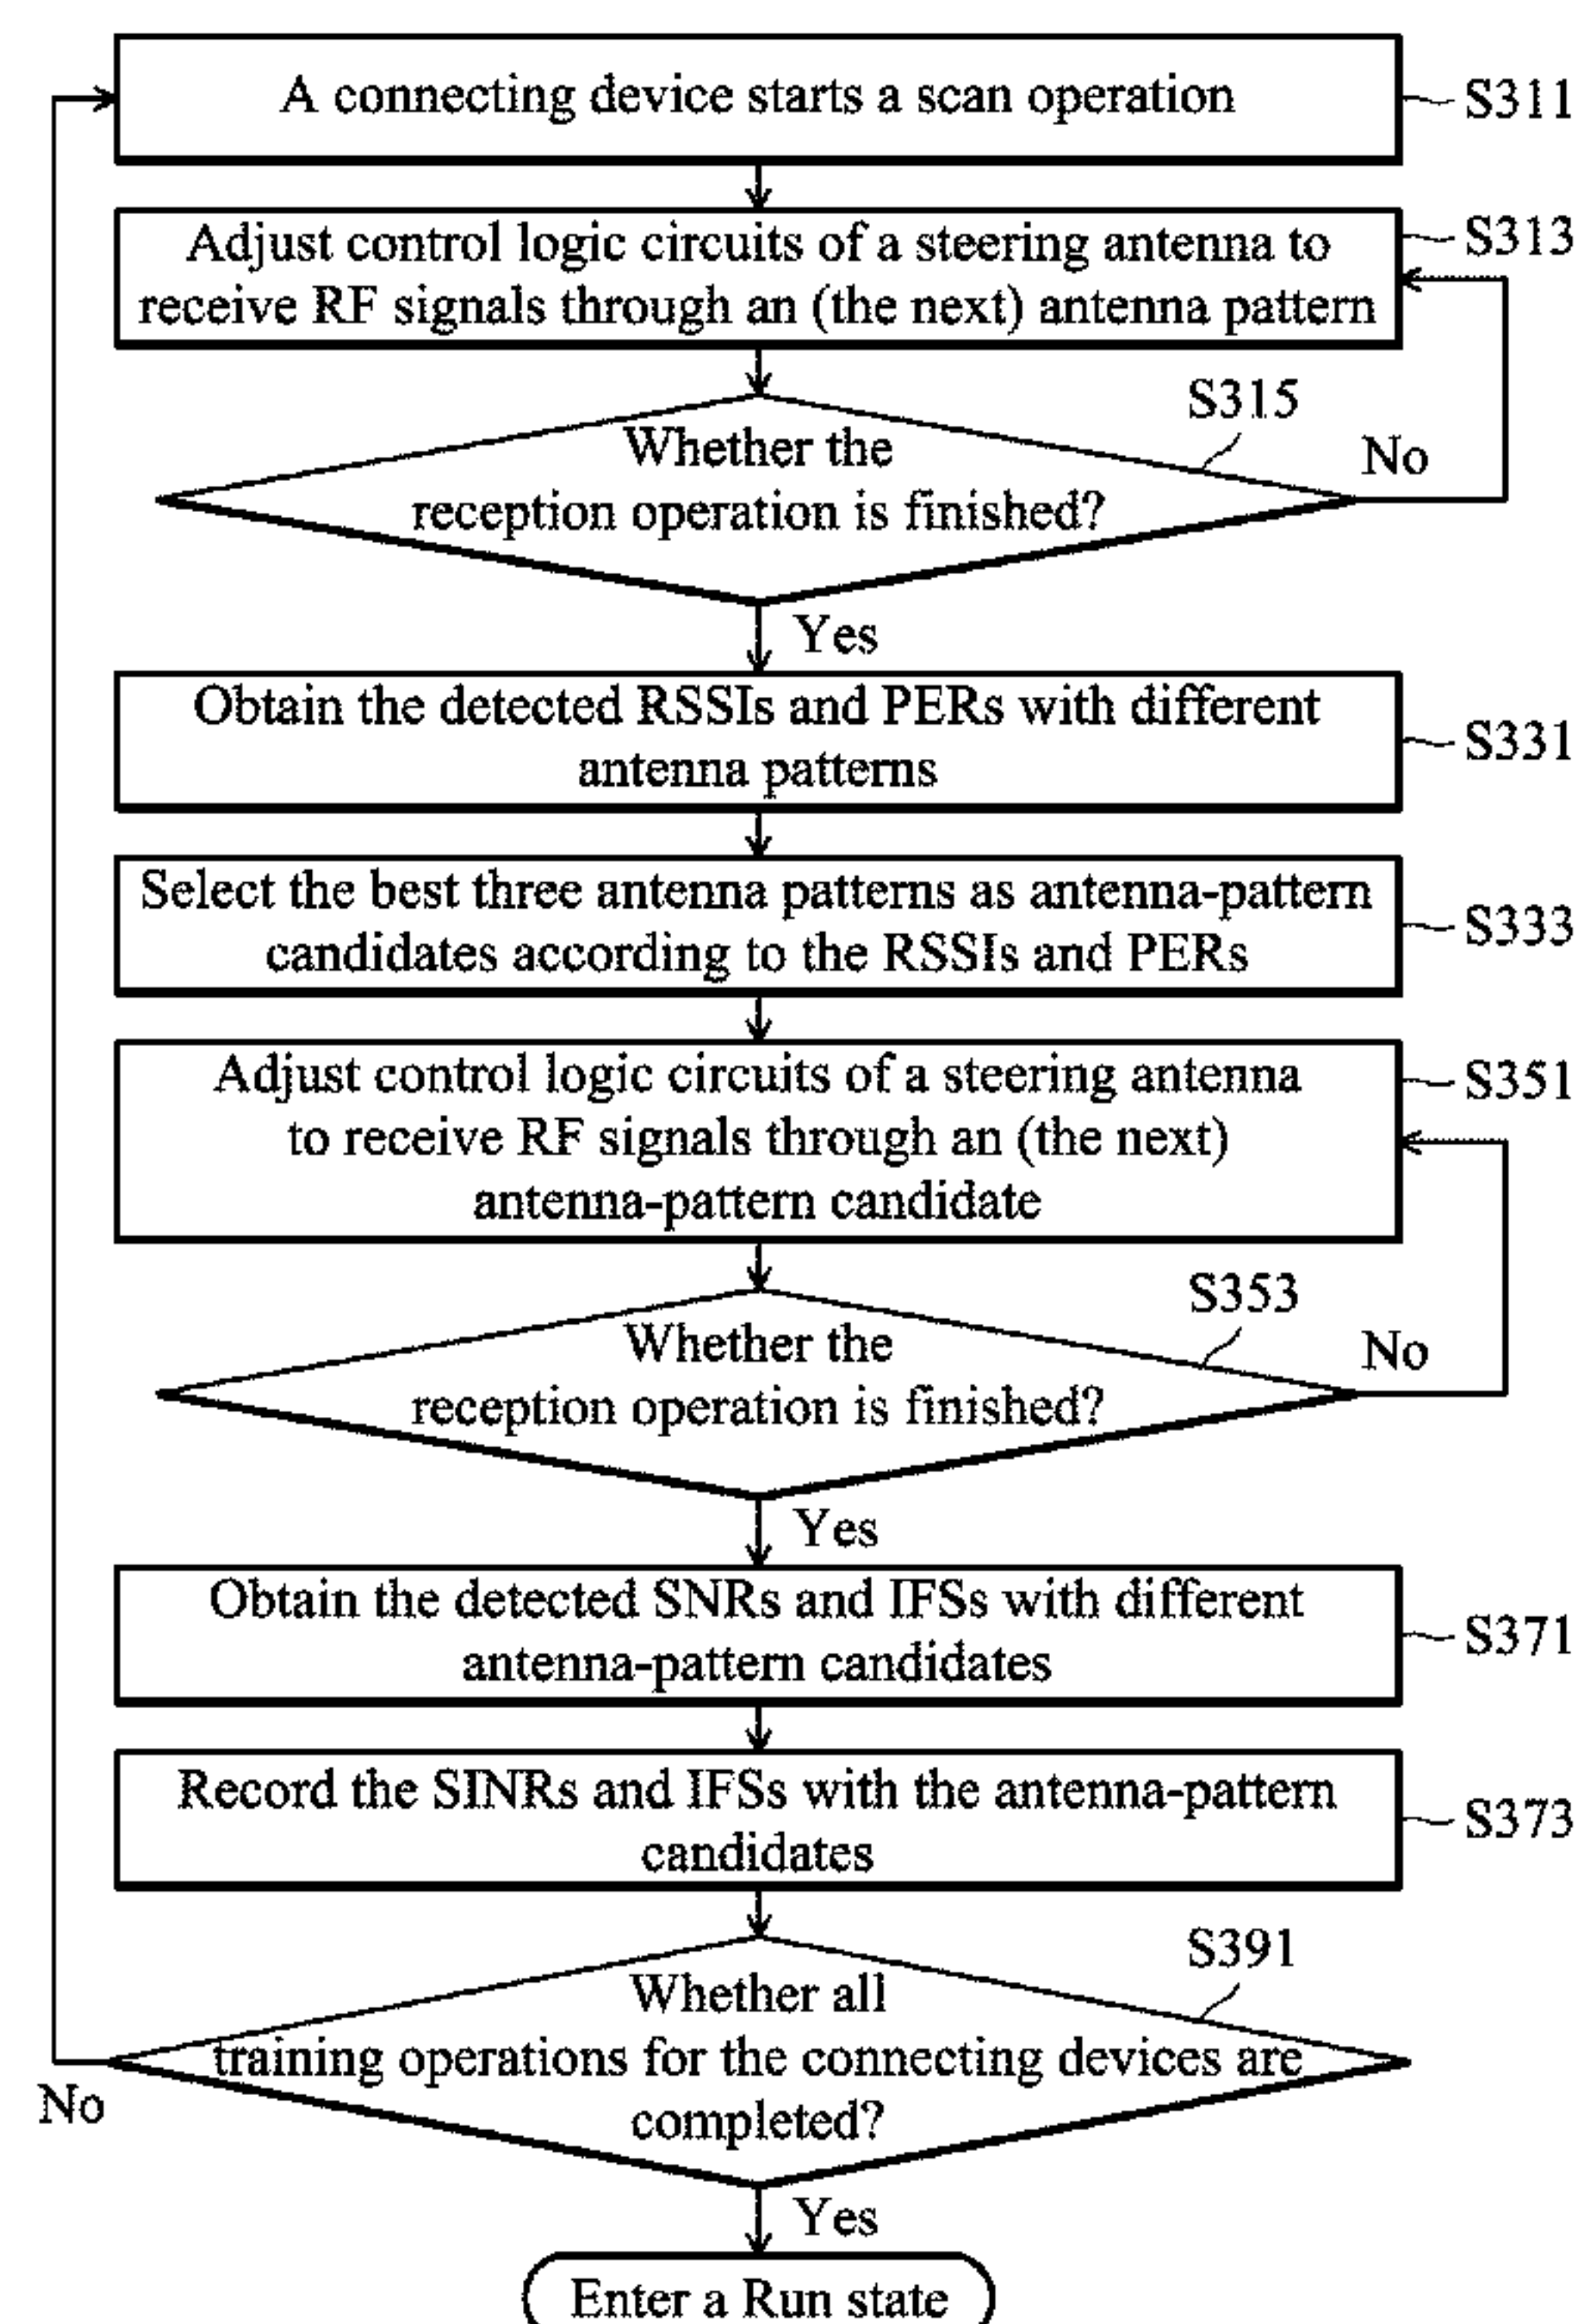 A connecting device starts a scan operation
S311
Adjust control logic circuits of a steering antenna to
receive RF signals through an (the next) antenna pattern
S313
S315
Whether the
reception operation is finished?
No
Yes
Obtain the detected RSSIs and PERs with different
antenna patterns
S331
Select the best three antenna patterns as antenna-pattern
candidates according to the RSSIs and PERs
S333
Adjust control logic circuits of a steering antenna
to receive RF signals through an (the next)
antenna-pattern candidate
S351
S353
Whether the
reception operation is finished?
No
Yes
Obtain the detected SNRs and IFSs with different
antenna-pattern candidates
S371
Record the SINRs and IFSs with the antenna-pattern
candidates
S373
S391
Whether all
training operations for the connecting devices are
completed?
No
Yes
Enter a Run state